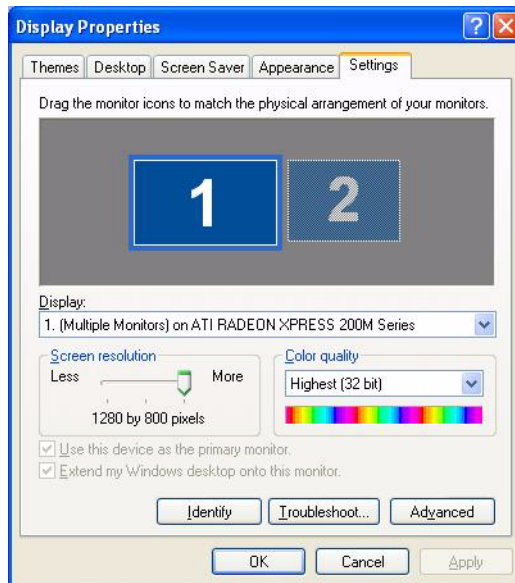 Display Properties
Themes Desktop Screen Saver Appearance Settings
Drag the monitor icons to match the physical arrangement of your monitors.
1 2
Display:
1. (Multiple Monitors) on ATI RADEON XPRESS 200M Series
Screen resolution Color quality
Less More Highest (32 bit)
1280 by 800 pixels
Use this device as the primary monitor.
Extend my Windows desktop onto this monitor.
Identify Troubleshoot... Advanced
OK Cancel Apply